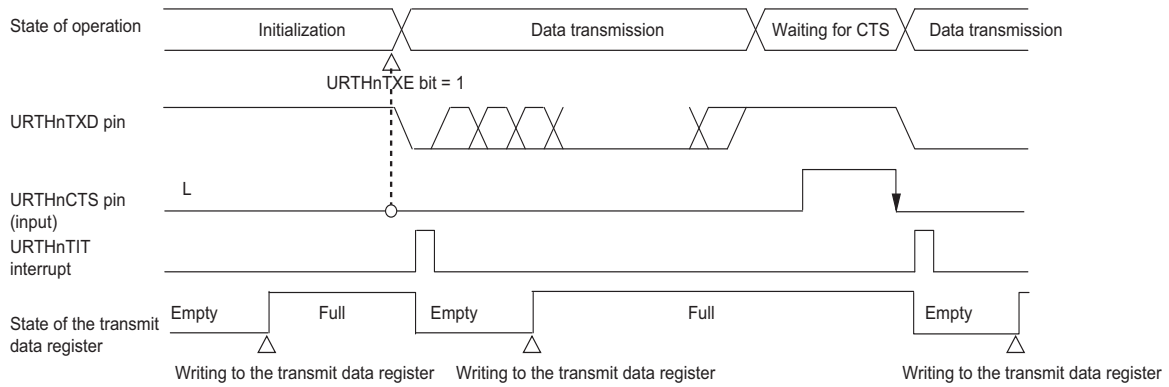 State of operation
Initialization
Data transmission
Waiting for CTS
Data transmission
URTHnTXE bit = 1
URTHnTXD pin
L
URTHnCTS pin
(input)
URTHnTIT
interrupt
Empty
Full
Empty
Full
Empty
State of the transmit
data register
Writing to the transmit data register
Writing to the transmit data register
Writing to the transmit data register